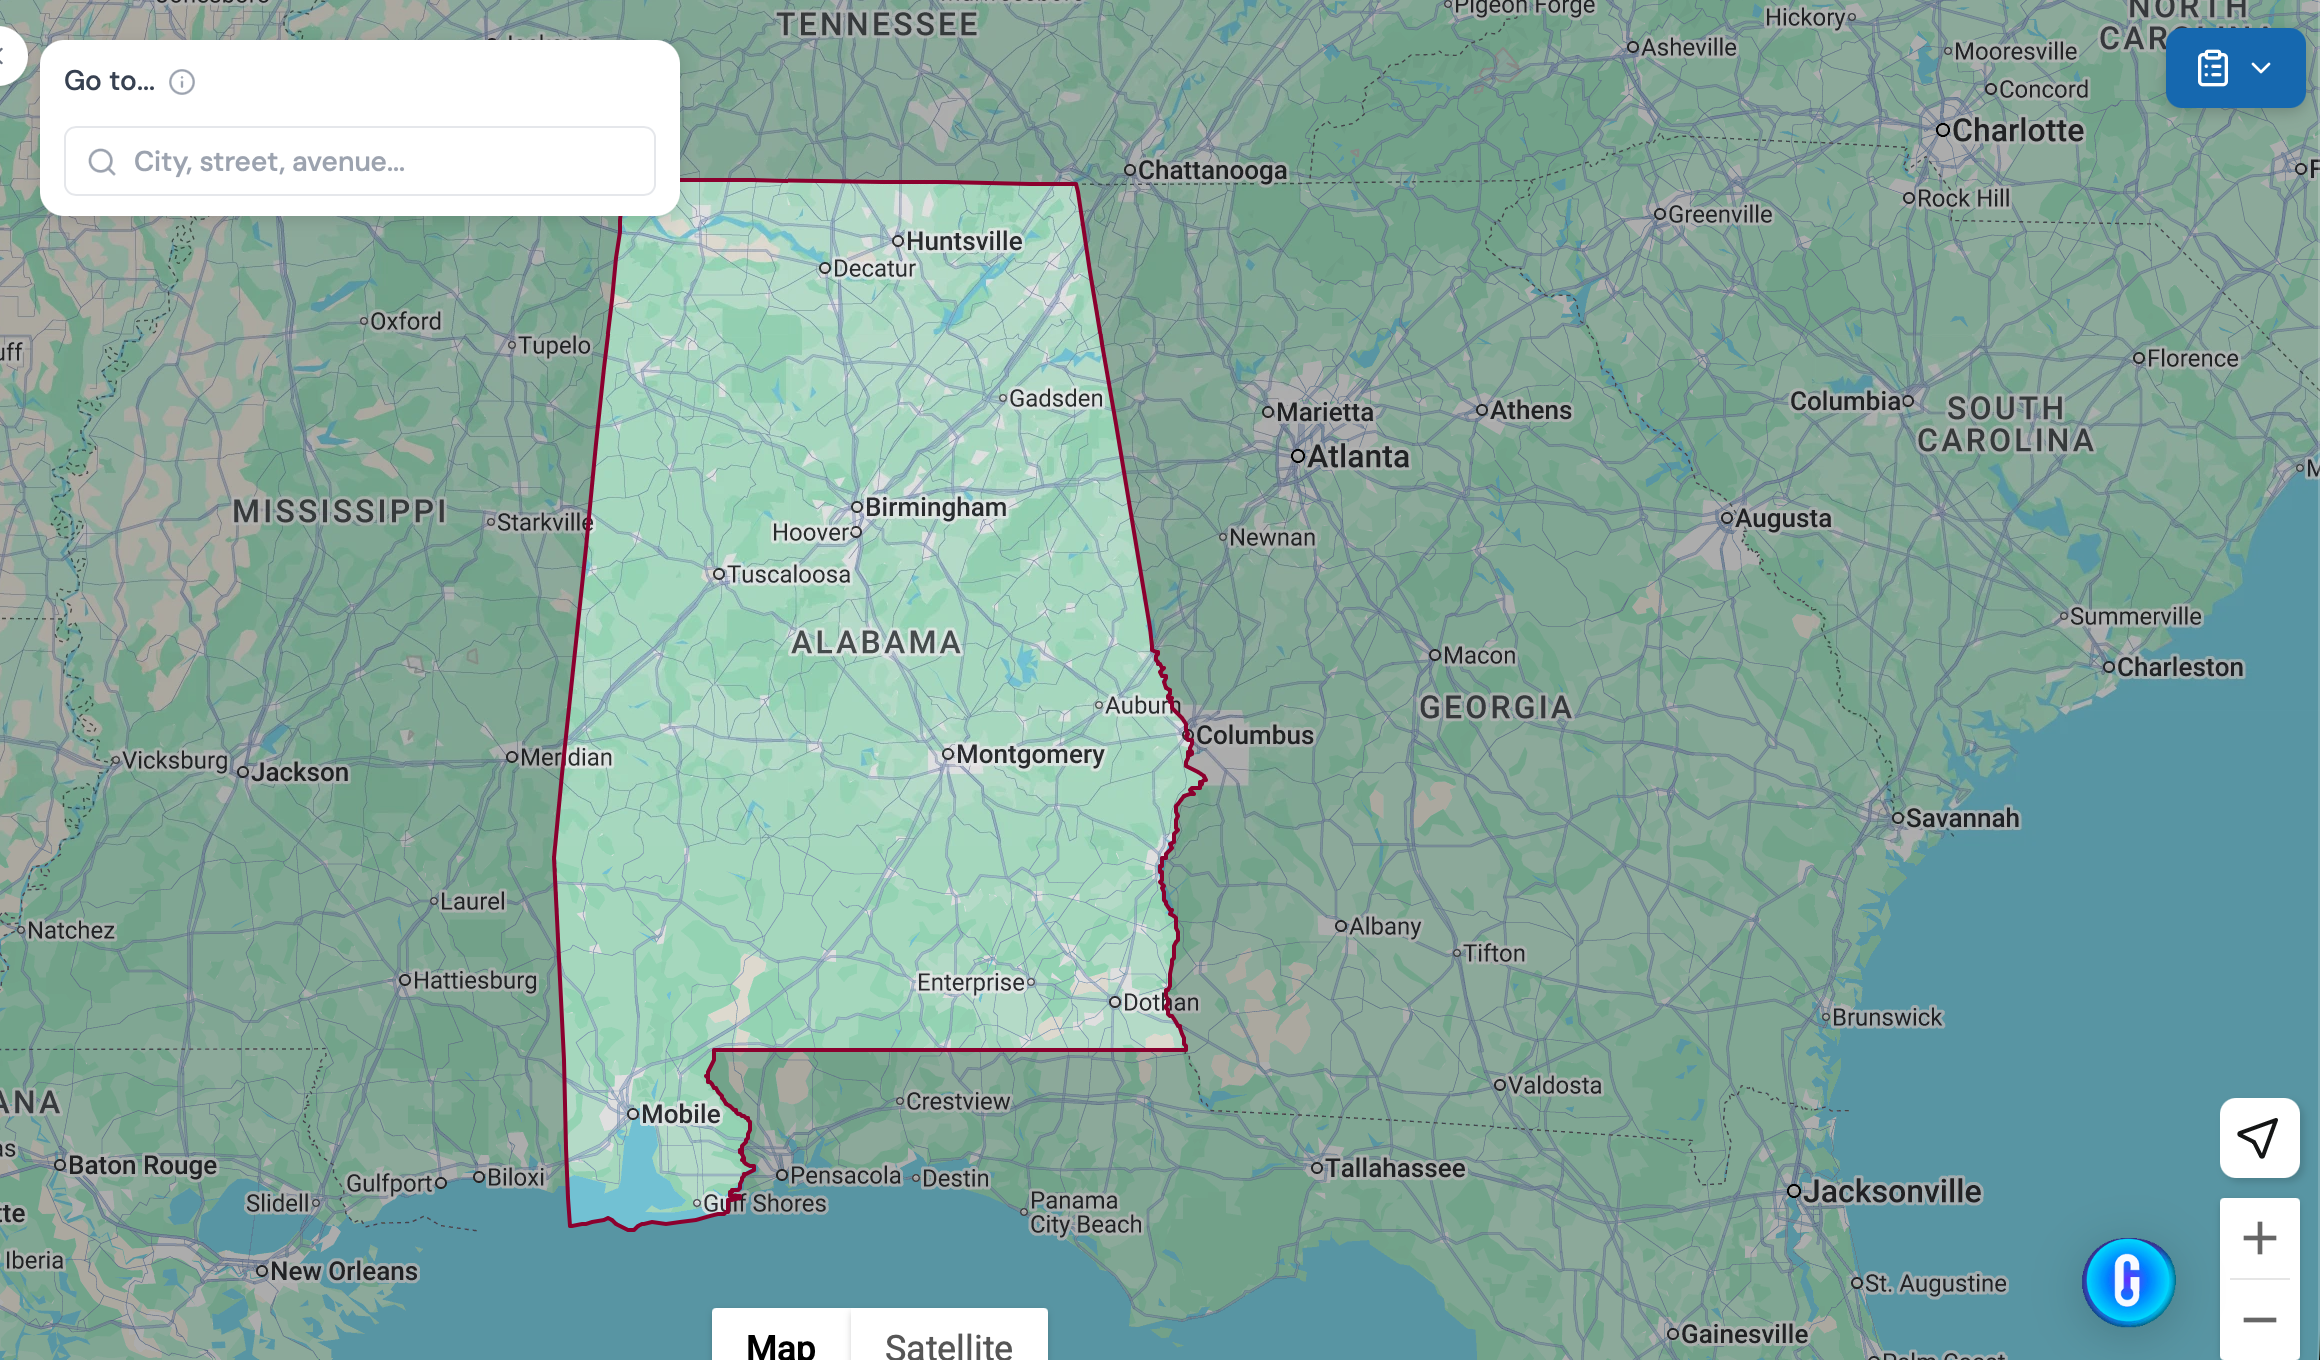 TENNESSEE
Pigeon Forge
Hickory
NORTH
Asheville
Mooresville
Go to...
Concord
Charlotte
City, street, avenue...
Chattanooga
Rock Hill
Greenville
Huntsville
Decatur
Oxford
Tupelo
Florence
Gadsden
Marietta
Athens
Columbia
SOUTH
CAROLINA
Atlanta
MISSISSIPPI
Starkville
Birmingham
Hoover
Newnan
Augusta
Tuscaloosa
Summerville
ALABAMA
Macon
Charleston
Auburn
GEORGIA
Columbus
Vicksburg
Jackson
Meridian
Montgomery
Savannah
Laurel
Natchez
Albany
Tifton
Hattiesburg
Enterprise
Dothan
Brunswick
Valdosta
ANA
Crestview
Mobile
Baton Rouge
Gulfport
Biloxi
Pensacola
Destin
Tallahassee
Jacksonville
Slidell
Gulf Shores
Panama
City Beach
Iberia
New Orleans
St. Augustine
Gainesville
Map
Satellite